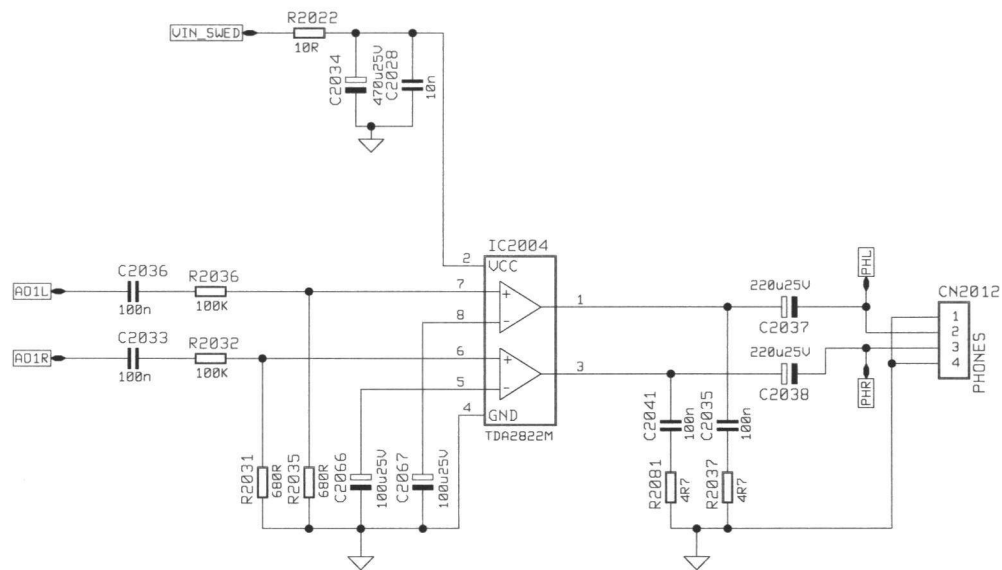 VIN_SWED
R2022
10R
C2034
470u25V
C2028
10n
IC2004
2
VCC
A01L
C2036
100n
R2036
100K
7
+
8
-
1
220u25V
C2037
PHL
CN2012
1
2
3
4
PHONES
A01R
C2033
100n
R2032
100K
6
+
5
-
3
220u25V
C2038
PHR
4
GND
TDA2822M
R2031
680R
R2035
680R
C2066
100u25V
C2067
100u25V
C2041
100n
C2035
100n
R2081
4R7
R2037
4R7